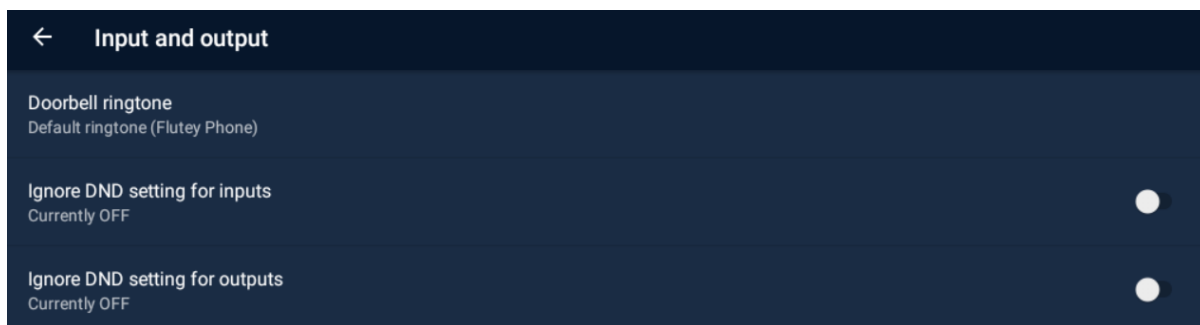 Input and output
Doorbell ringtone
Default ringtone (Flutey Phone)
Ignore DND setting for inputs
Currently OFF
Ignore DND setting for outputs
Currently OFF